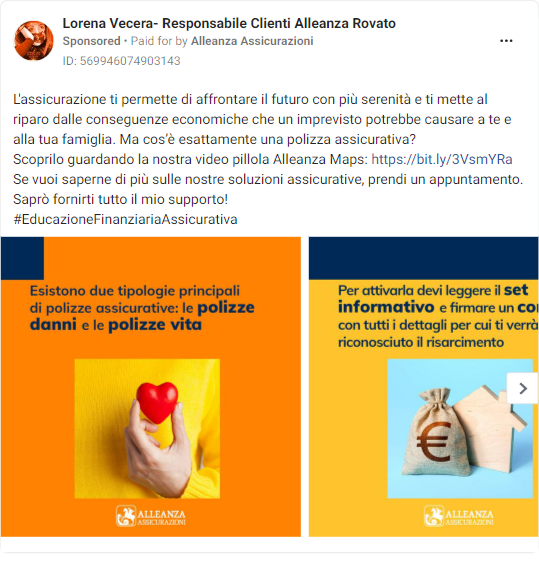 Lorena Vecera- Responsabile Clienti Alleanza Rovato
Sponsored • Paid for by Alleanza Assicurazioni
ID: 569946074903143
L'assicurazione ti permette di affrontare il futuro con più serenità e ti mette al
riparo dalle conseguenze economiche che un imprevisto potrebbe causare a te e
alla tua famiglia. Ma cos’è esattamente una polizza assicurativa?
Scoprilo guardando la nostra video pillola Alleanza Maps: https://bit.ly/3VsmYRa
Se vuoi saperne di più sulle nostre soluzioni assicurative, prendi un appuntamento.
Saprò fornirti tutto il mio supporto!
#EducazioneFinanziariaAssicurativa
Esistono due tipologie principali
di polizze assicurative: le polizze
danni e le polizze vita
ALLEANZA
ASSICURAZIONI
Per attivarla devi leggere il set
informativo e firmare un
con tutti i dettagli per cui ti verrà
riconosciuto il risarcimento
€
ALLEANZA
ASSICURAZIONI